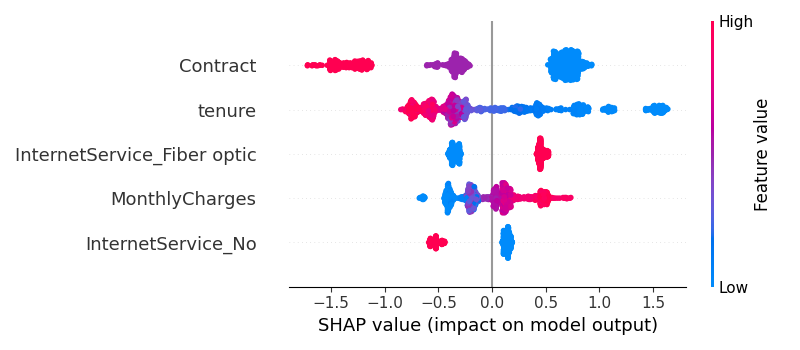 High
Contract
tenure
InternetService_Fiber optic
MonthlyCharges
InternetService_No
Feature value
Low
−1.5 −1.0 −0.5 0.0 0.5 1.0 1.5
SHAP value (impact on model output)